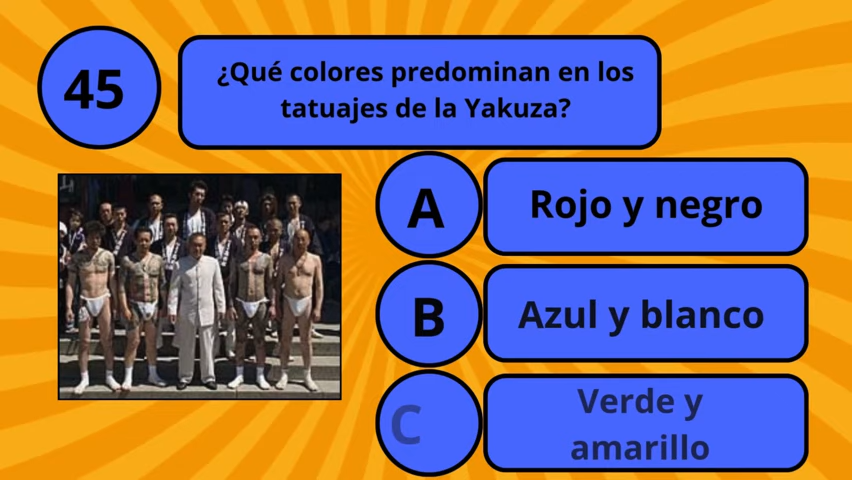 45
¿Qué colores predominan en los
tatuajes de la Yakuza?
A
Rojo y negro
B
Azul y blanco
C
Verde y
amarillo